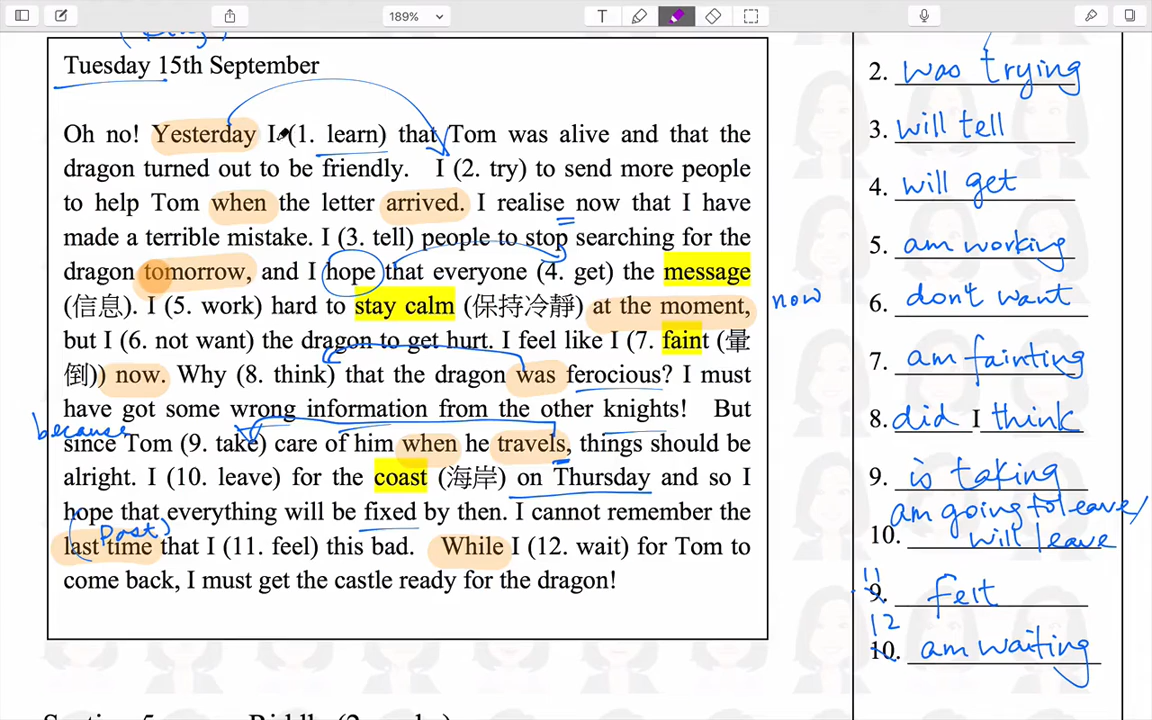 189%
Tuesday 15th September
Oh no! Yesterday I (1. learn) that Tom was alive and that the
dragon turned out to be friendly. I (2. try) to send more people
to help Tom when the letter arrived. I realise now that I have
made a terrible mistake. I (3. tell) people to stop searching for the
dragon tomorrow, and I hope that everyone (4. get) the message
(信息). I (5. work) hard to stay calm (保持冷靜) at the moment,
now
but I (6. not want) the dragon to get hurt. I feel like I (7. faint (暈
倒)) now. Why (8. think) that the dragon was ferocious? I must
have got some wrong information from the other knights! But
because
since Tom (9. take) care of him when he travels, things should be
alright. I (10. leave) for the coast (海岸) on Thursday and so I
hope that everything will be fixed by then. I cannot remember the
(Past)
last time that I (11. feel) this bad. While I (12. wait) for Tom to
come back, I must get the castle ready for the dragon!
2. was trying
3. will tell
4. will get
5. am working
6. don't want
7. am fainting
8. did I think
9. is taking
am going to leave/
10. will leave
11
9. felt
12
10. am waiting